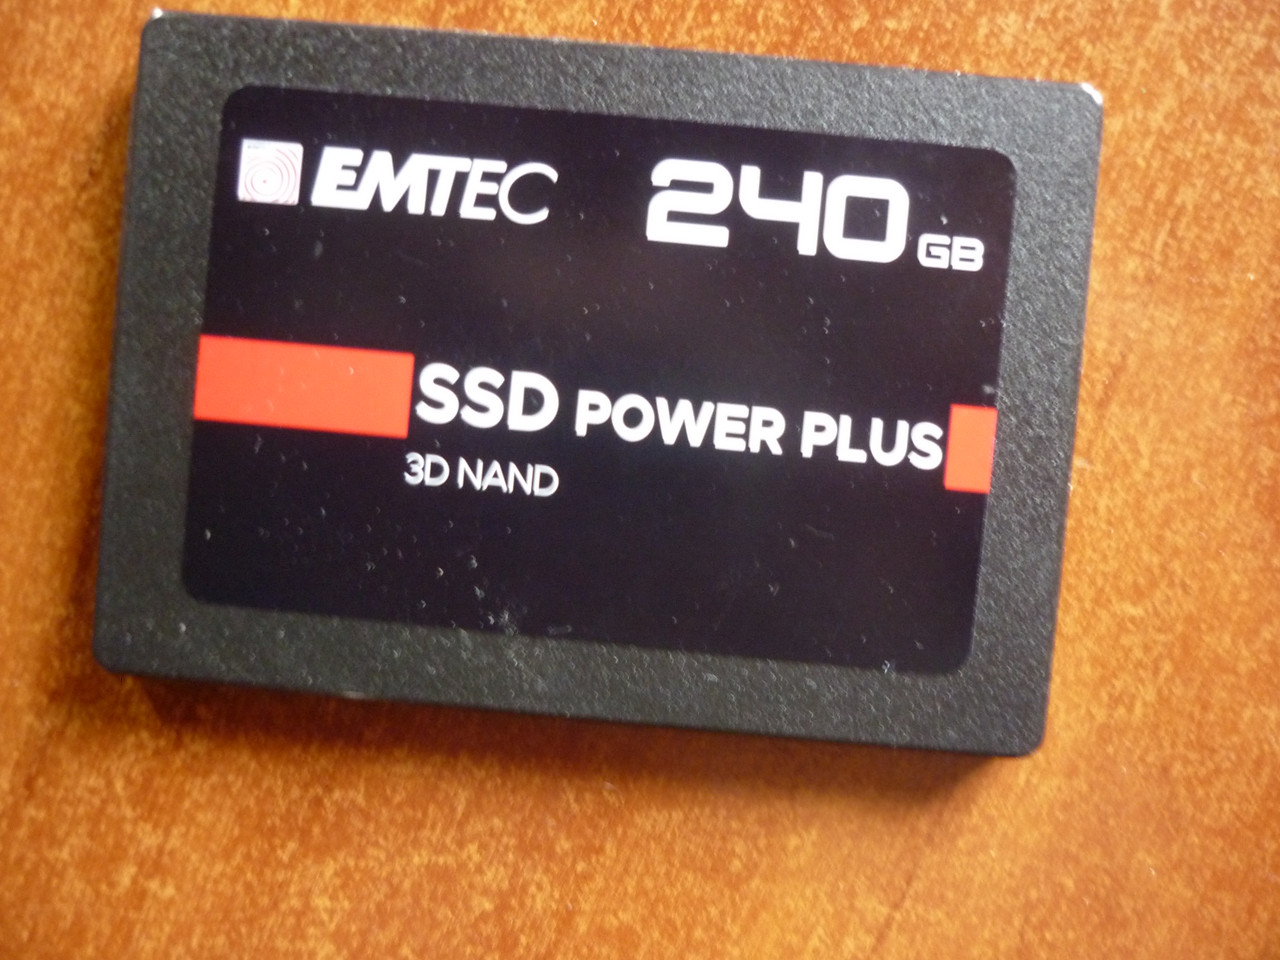 EMTEC 240 GB
SSD POWER PLUS
3D NAND